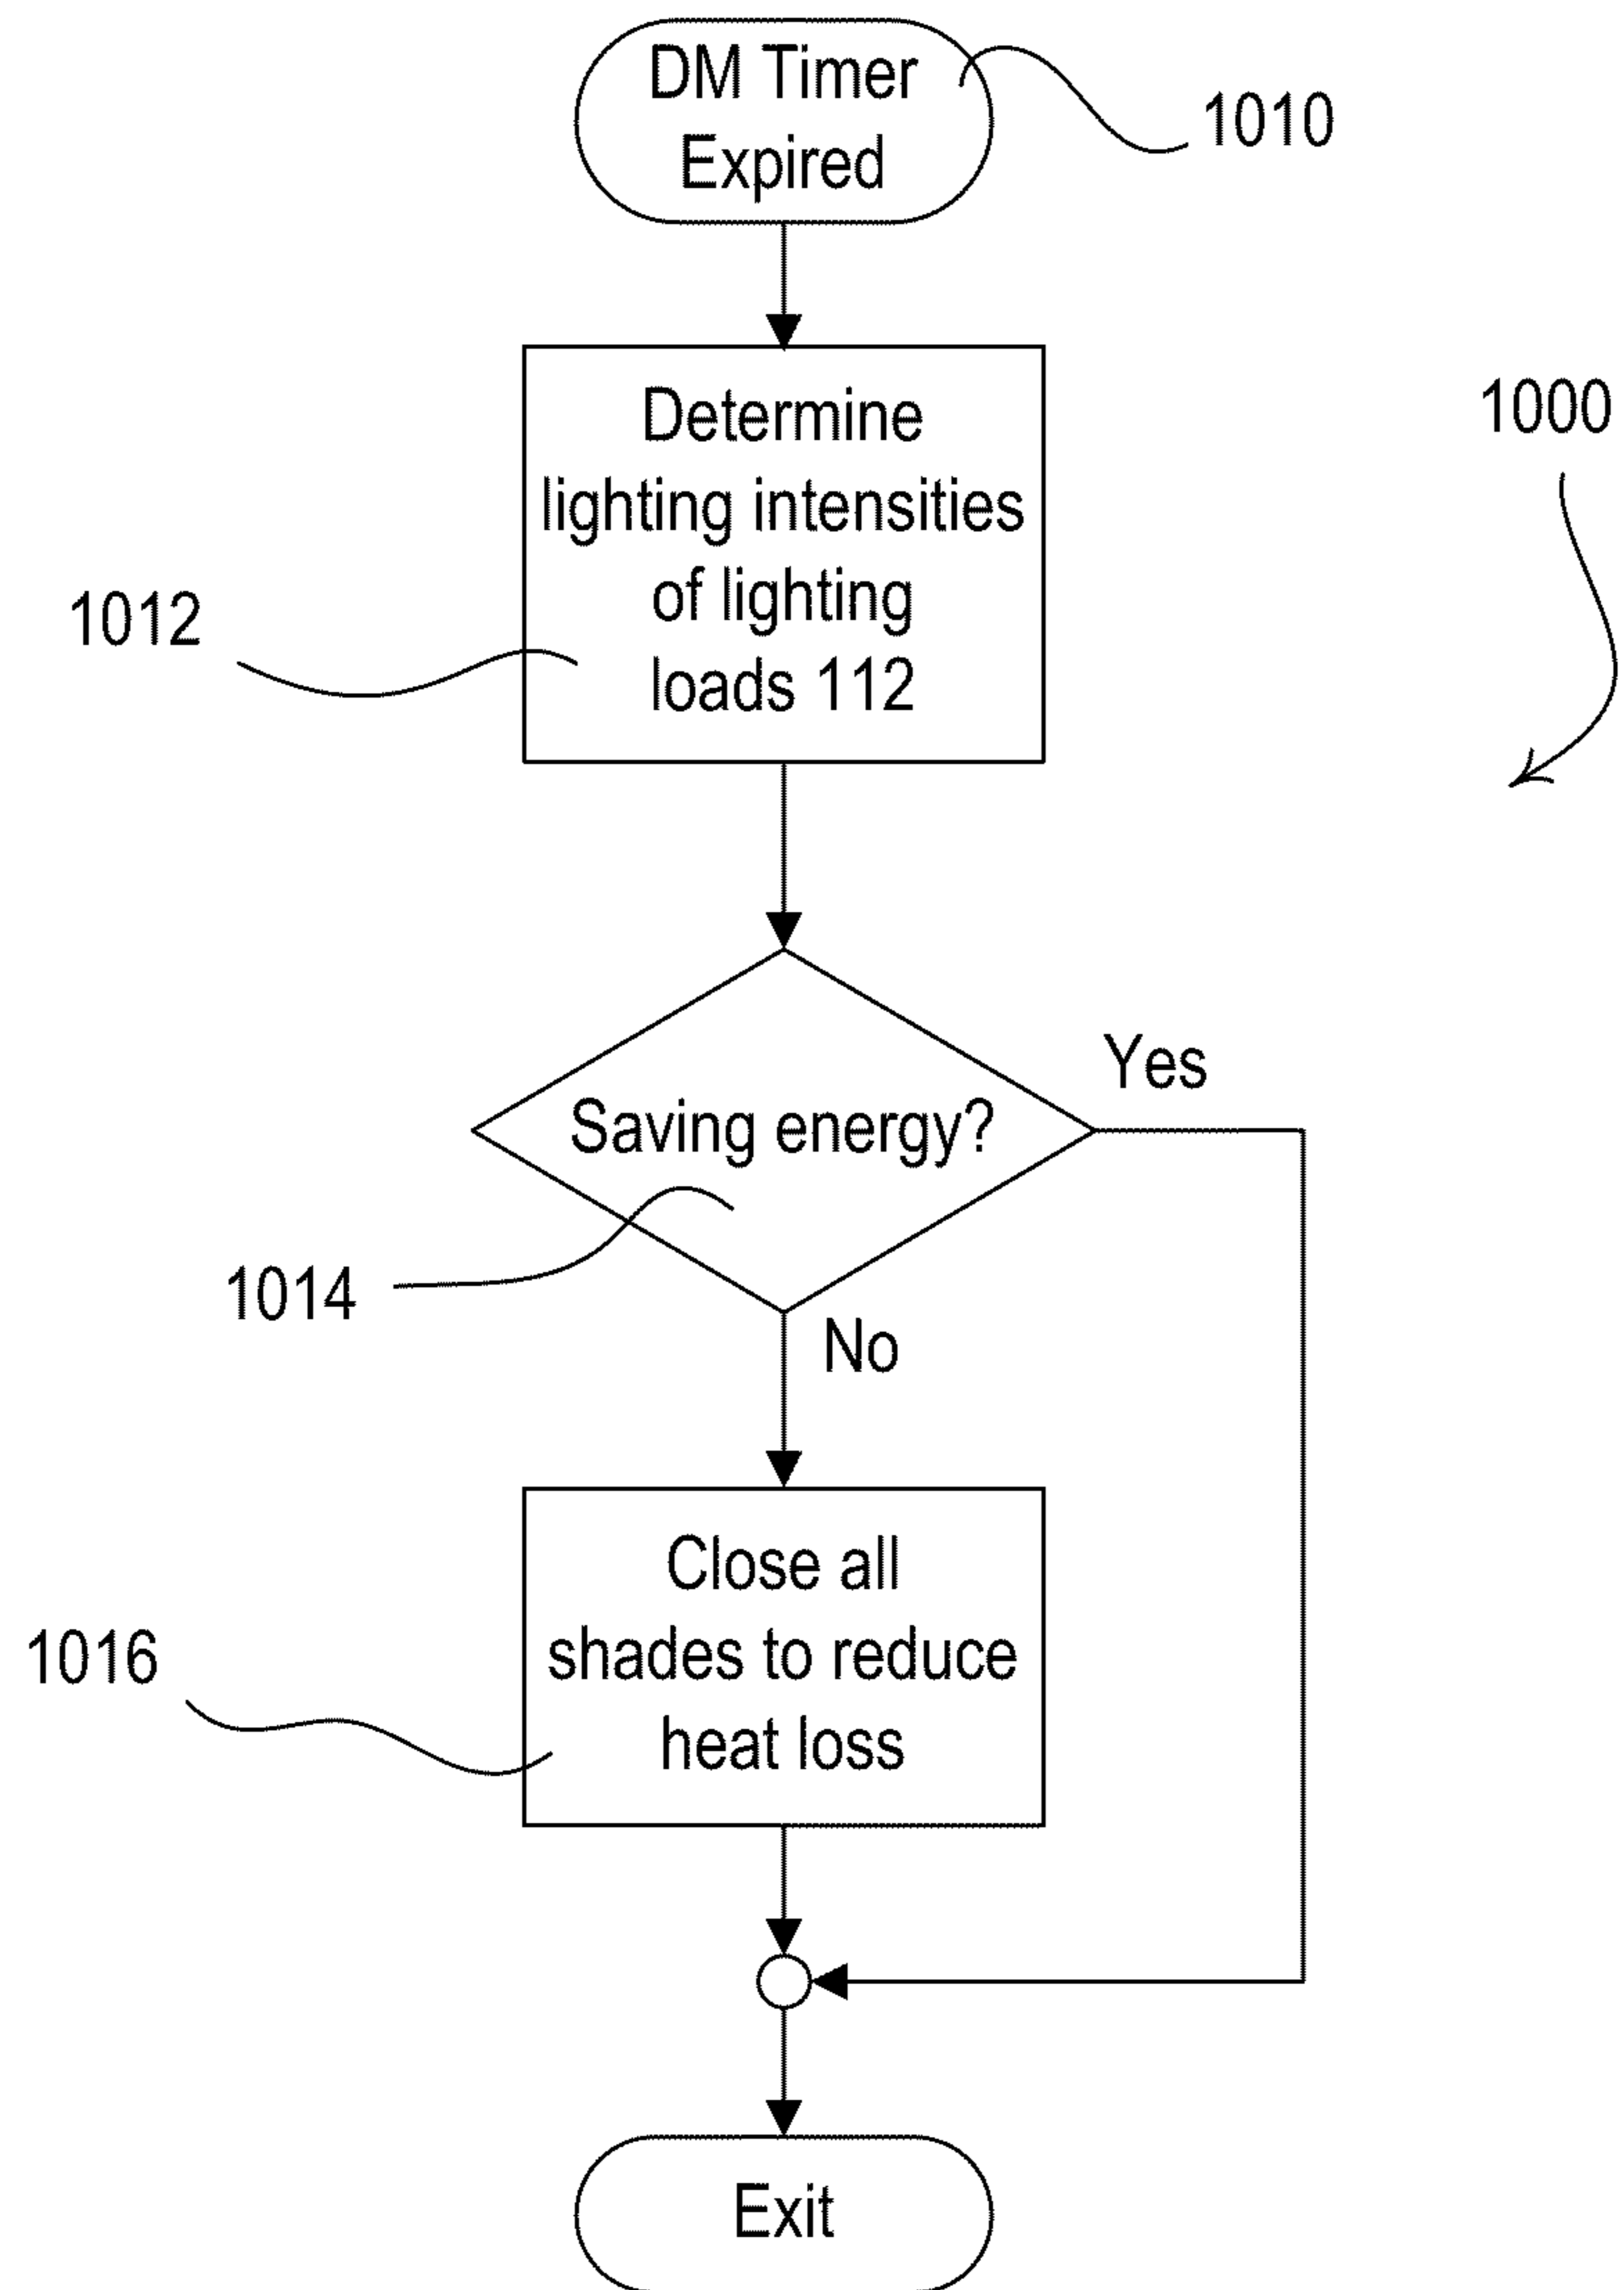 DM Timer
Expired
1010
Determine
lighting intensities
of lighting
loads 112
1000
1012
Yes
Saving energy?
1014
No
Close all
shades to reduce
heat loss
1016
Exit